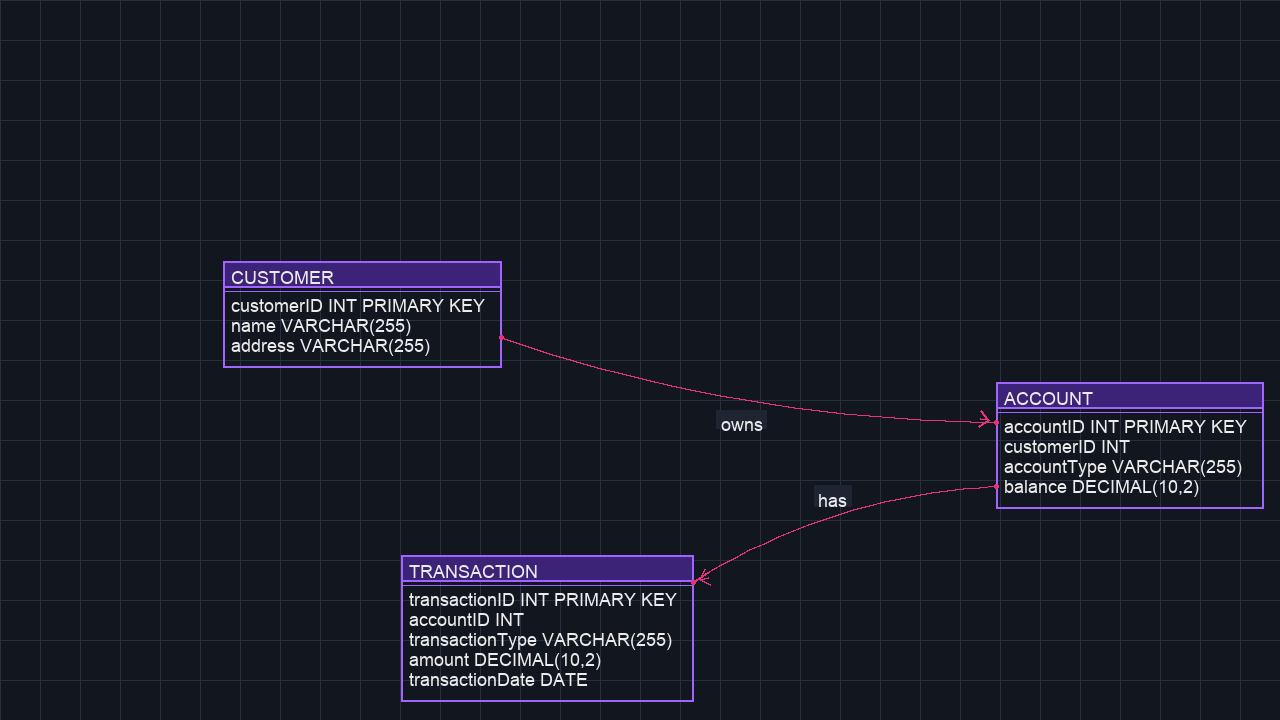 CUSTOMER
customerID INT PRIMARY KEY
name VARCHAR(255)
address VARCHAR(255)
owns
ACCOUNT
accountID INT PRIMARY KEY
customerID INT
accountType VARCHAR(255)
balance DECIMAL(10,2)
has
TRANSACTION
transactionID INT PRIMARY KEY
accountID INT
transactionType VARCHAR(255)
amount DECIMAL(10,2)
transactionDate DATE